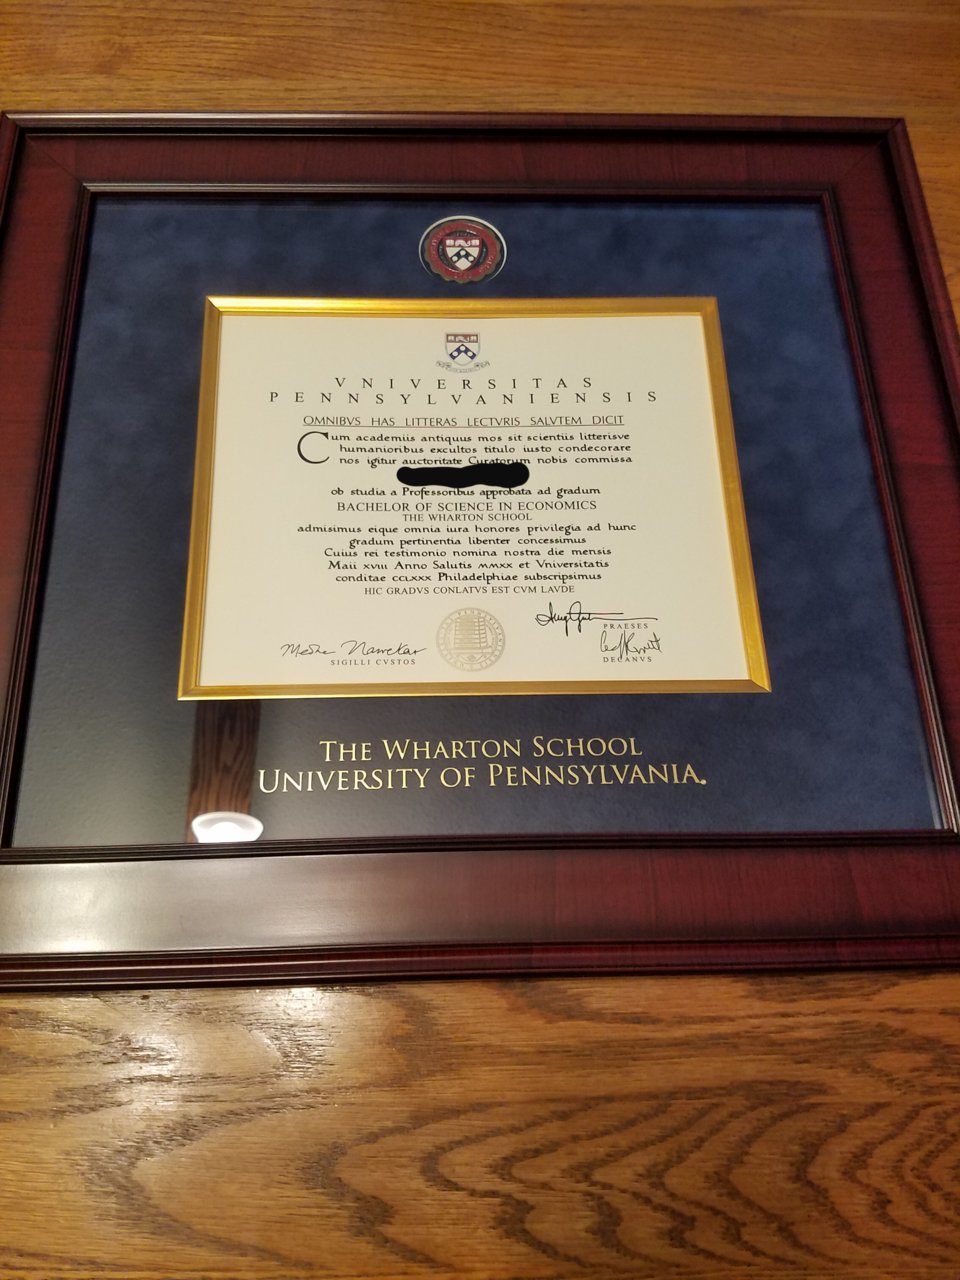 VNIVERSITAS
PENNSYLVANIENSIS
OMNIBVS HAS LITTERAS LECTVRIS SALVTEM DICIT
Cum academiis antiquus mos sit scientiis litterisve
humanioribus excultos titulo iusto condecorare
nos igitur auctoritate Curatorum nobis commissa
ob studia a Professoribus approbata ad gradum
BACHELOR OF SCIENCE IN ECONOMICS
THE WHARTON SCHOOL
admisimus eique omnia iura honores privilegia ad hunc
gradum pertinentia libenter concessimus
Cuius rei testimonio nomina nostra die mensis
Maii XVIII Anno Salutis MMXX et Vniversitatis
conditae CCLXXX Philadelphiae subscripsimus
HIC GRADVS CONLATVS EST CVM LAVDE
PRAESES
SIGILLI CVSTOS
DECANVS
THE WHARTON SCHOOL
UNIVERSITY OF PENNSYLVANIA.